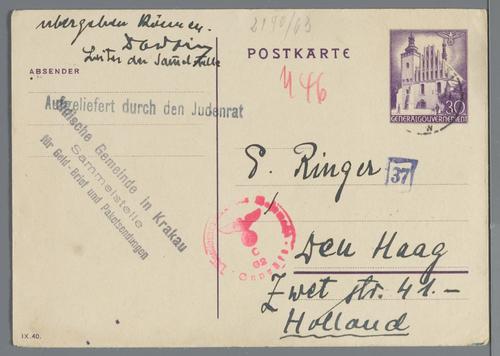 übergeben können.
Leiter der Sammelstelle
2190/63
POSTKARTE
ABSENDER
446
30
GENERALGOUVERNEMENT
Ausgeliefert durch den Judenrat
Jüdische Gemeinde in Krakau
Sammelstelle
für Geld-Brief und Paketsendungen
E. Ringer
37
Den Haag
Zwet str. 41.-
Holland
IX. 40.